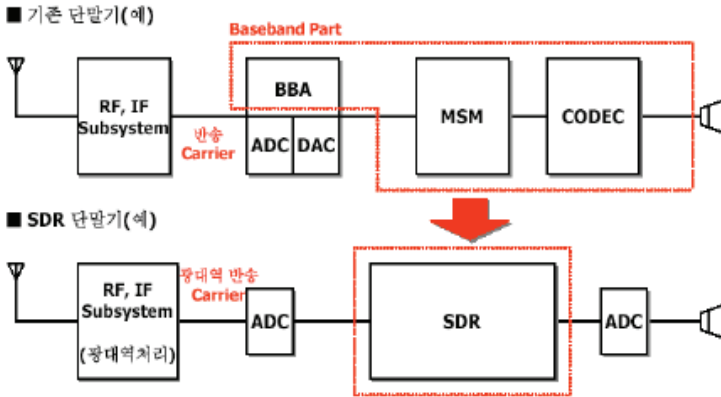 ■ 기존 단말기(예)
Baseband Part
RF, IF
Subsystem
반송
Carrier
BBA
ADC DAC
MSM
CODEC
■ SDR 단말기(예)
RF, IF
Subsystem
(광대역처리)
광대역 반송
Carrier
ADC
SDR
ADC